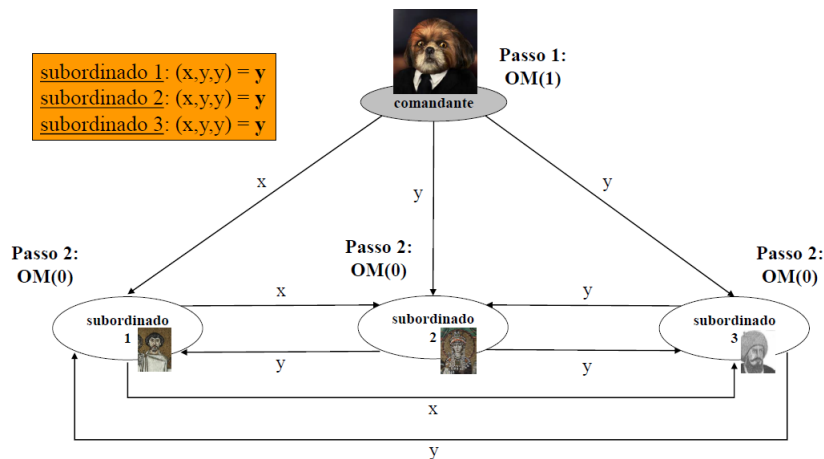 Passo 1:
OM(1)
subordinado 1: (x,y,y) = y
subordinado 2: (x,y,y) = y
subordinado 3: (x,y,y) = y
comandante
x
y
y
Passo 2:
OM(0)
Passo 2:
OM(0)
Passo 2:
OM(0)
subordinado
1
x
subordinado
2
y
subordinado
3
y
y
x
y